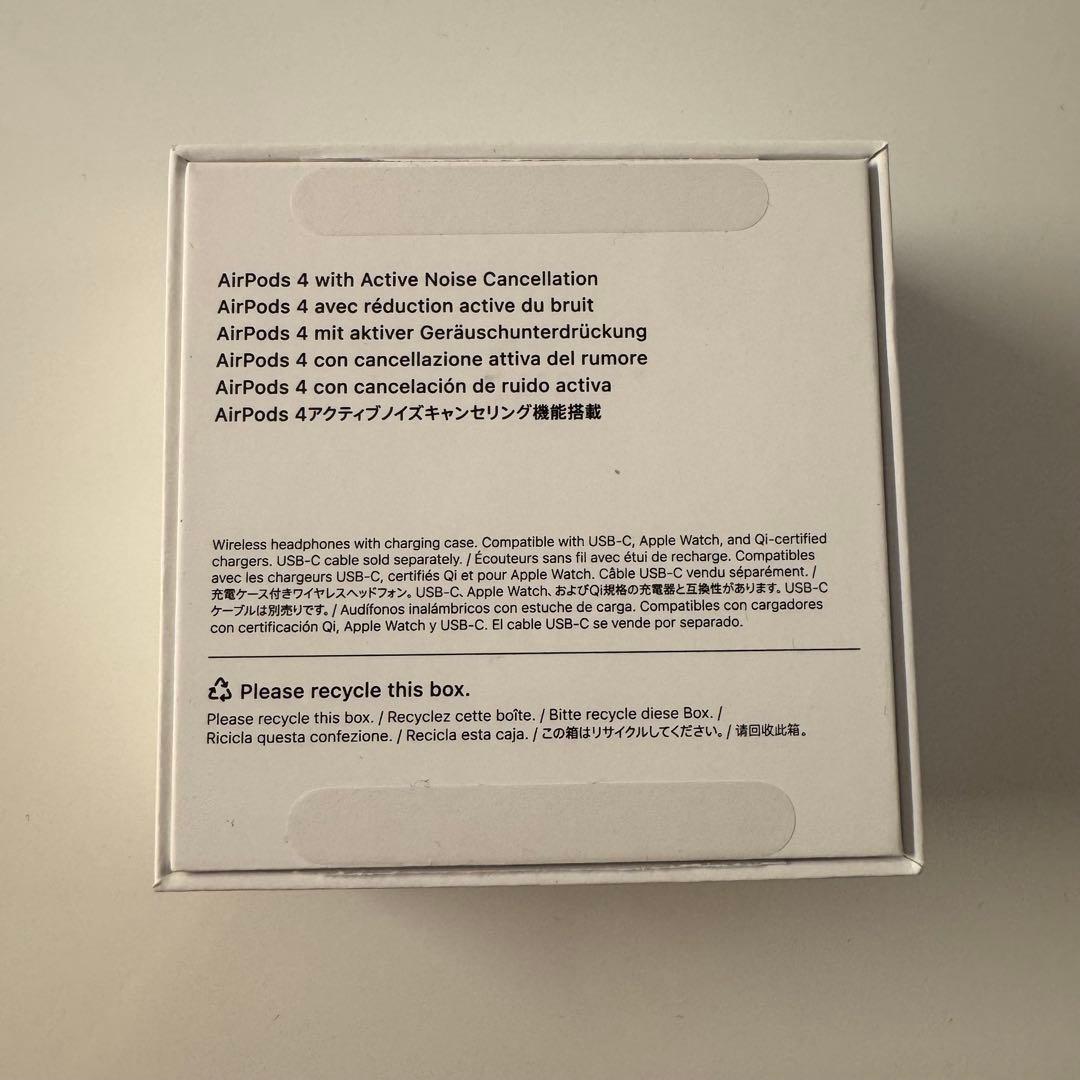 AirPods 4 with Active Noise Cancellation
AirPods 4 avec réduction active du bruit
AirPods 4 mit aktiver Geräuschunterdrückung
AirPods 4 con cancellazione attiva del rumore
AirPods 4 con cancelación de ruido activa
AirPods 4アクティブノイズキャンセリング機能搭載
Wireless headphones with charging case. Compatible with USB-C, Apple Watch, and Qi-certified
chargers. USB-C cable sold separately. / Écouteurs sans fil avec étui de recharge. Compatibles
avec les chargeurs USB-C, certifiés Qi et pour Apple Watch. Câble USB-C vendu séparément. /
充電ケース付きワイヤレスヘッドフォン。USB-C、Apple Watch、およびQi規格の充電器と互換性があります。USB-C
ケーブルは別売りです。/ Audífonos inalámbricos con estuche de carga. Compatibles con cargadores
con certificación Qi, Apple Watch y USB-C. El cable USB-C se vende por separado.
Please recycle this box.
Please recycle this box. / Recyclez cette boîte. / Bitte recycle diese Box. /
Ricicla questa confezione. / Recicla esta caja. / この箱はリサイクルしてください。/ 请回收此箱。